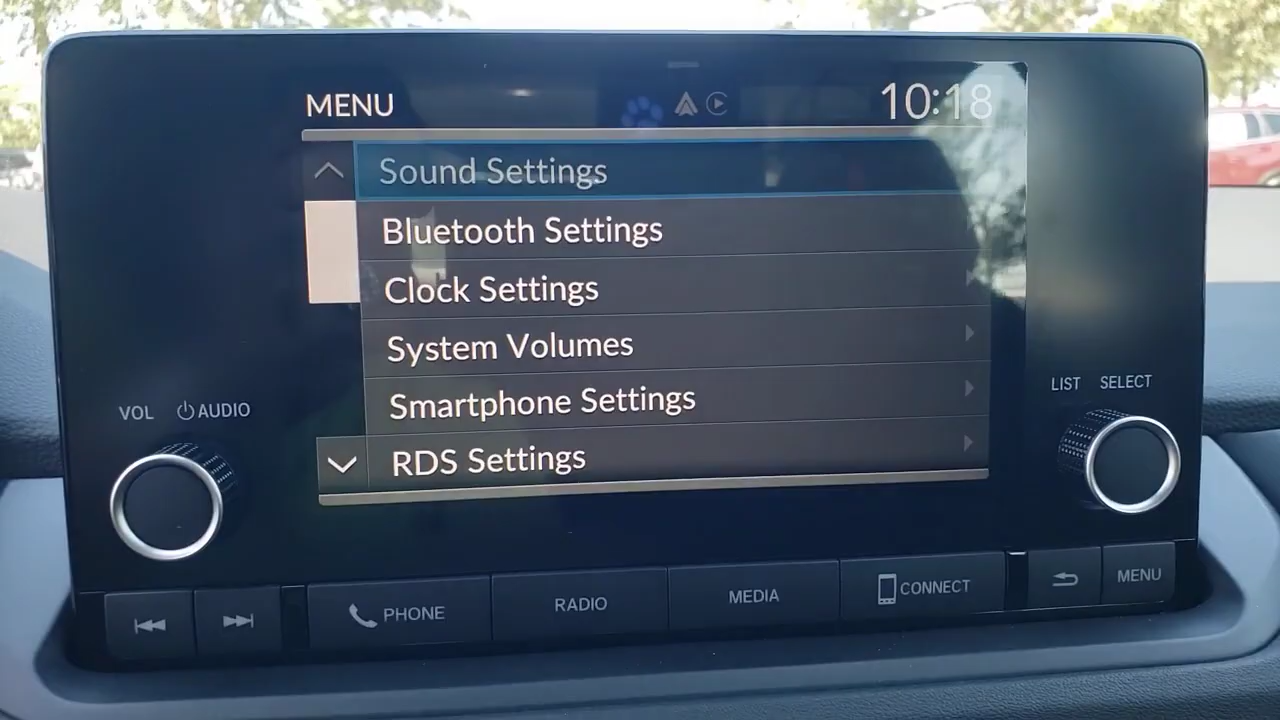 MENU
10:18
Sound Settings
Bluetooth Settings
Clock Settings
System Volumes
Smartphone Settings
RDS Settings
VOL AUDIO
LIST SELECT
PHONE
RADIO
MEDIA
CONNECT
MENU